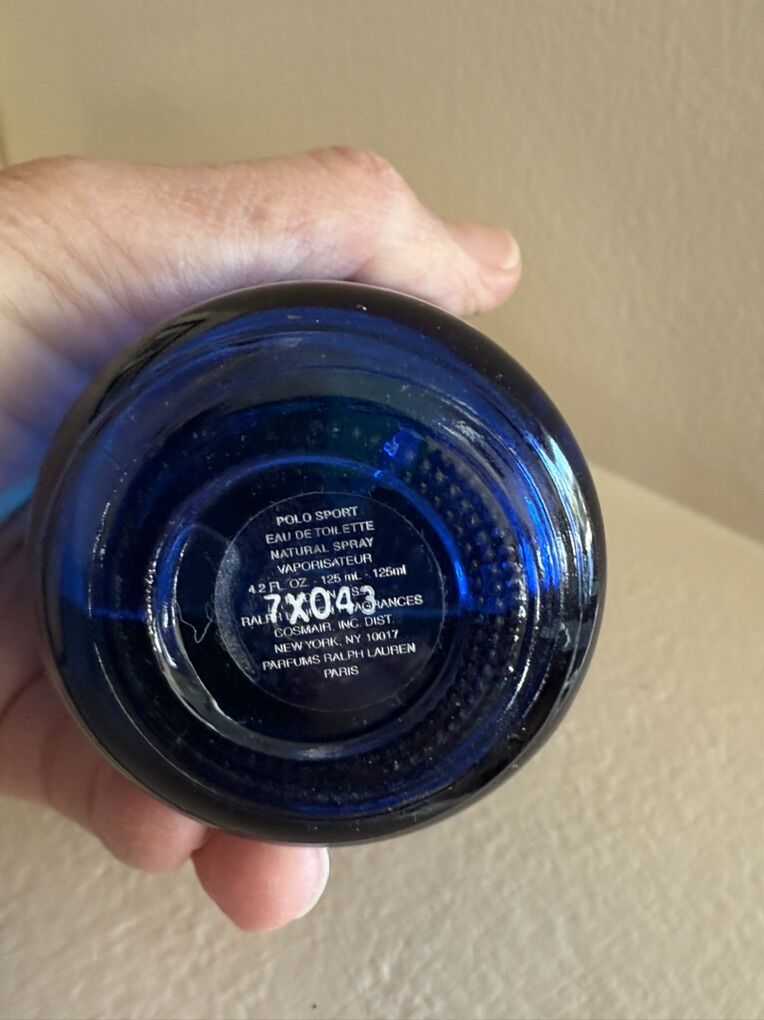 POLO SPORT
EAU DE TOILETTE
NATURAL SPRAY
VAPORISATEUR
4.2 FL. OZ. - 125 mL - 125ml
7X043
FRAGRANCES
COSMAIR, INC. DIST.
NEW YORK, NY 10017
PARFUMS RALPH LAUREN
PARIS